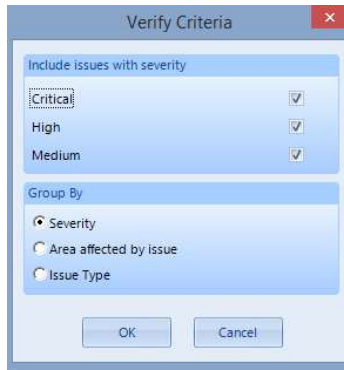 Verify Criteria
Include issues with severity
Critical
High
Medium
Group By
Severity
Area affected by issue
Issue Type
OK Cancel